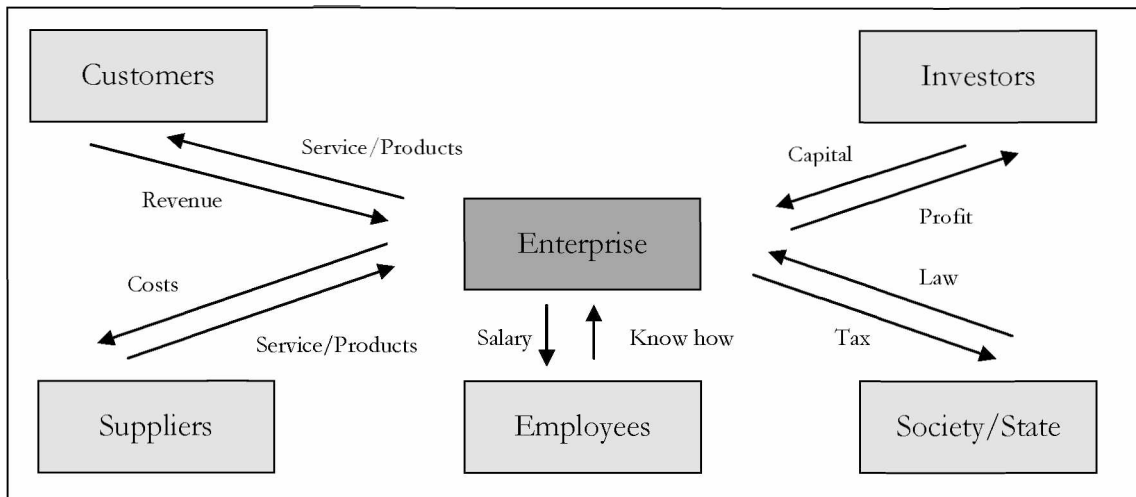 Customers
Investors
Service/Products
Capital
Revenue
Profit
Enterprise
Costs
Law
Service/Products
Salary
Know how
Tax
Suppliers
Employees
Society/State